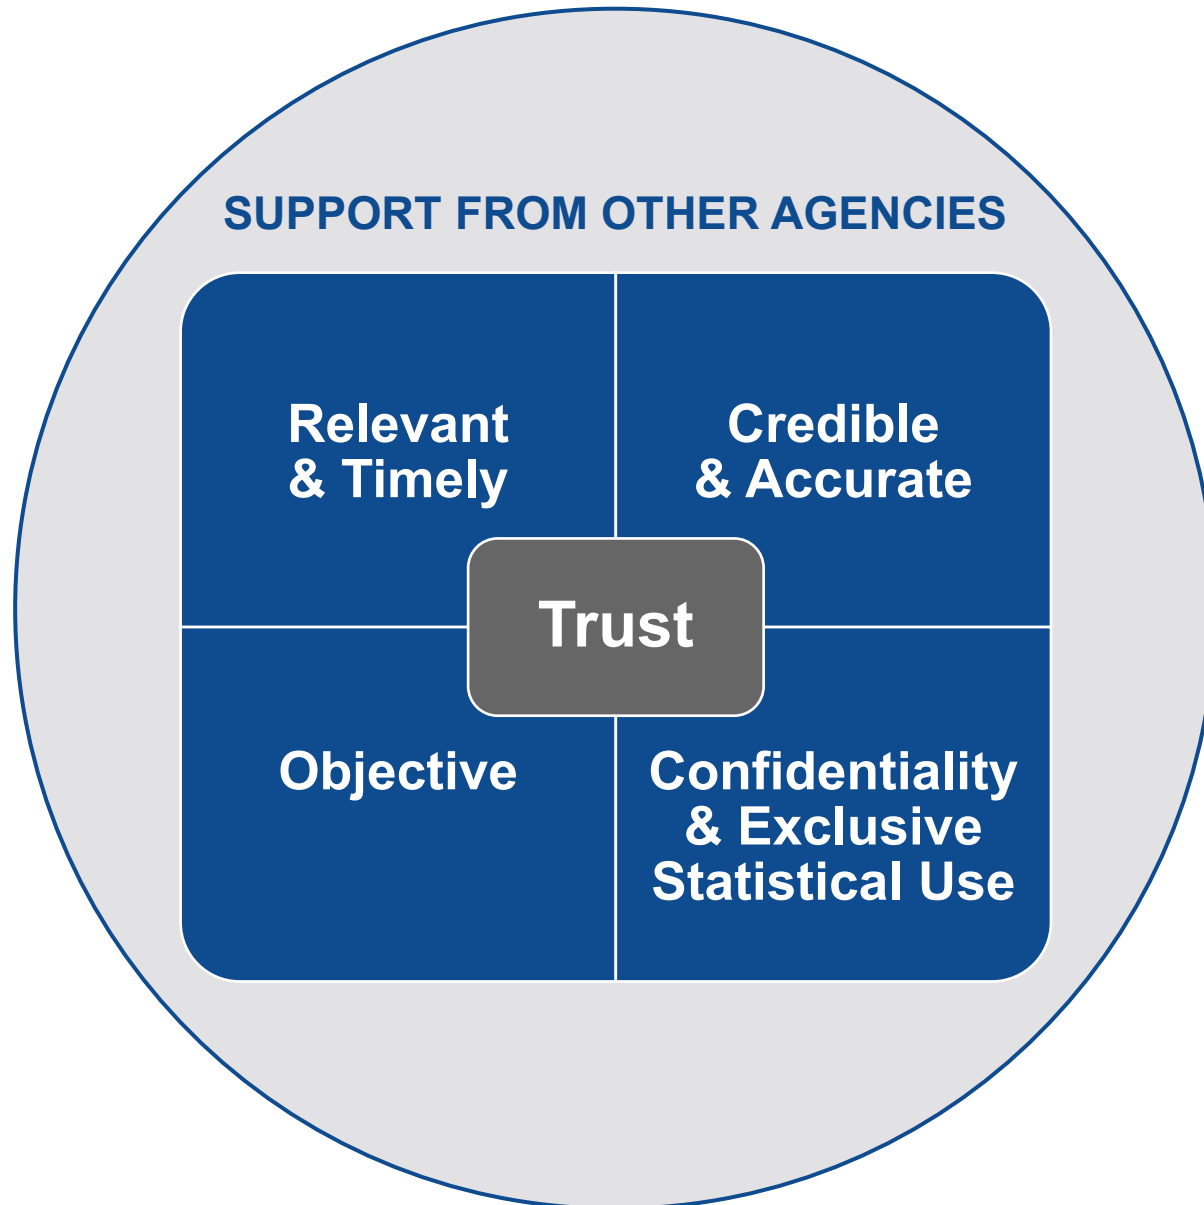 SUPPORT FROM OTHER AGENCIES
Relevant
& Timely
Credible
& Accurate
Trust
Objective
Confidentiality
& Exclusive
Statistical Use